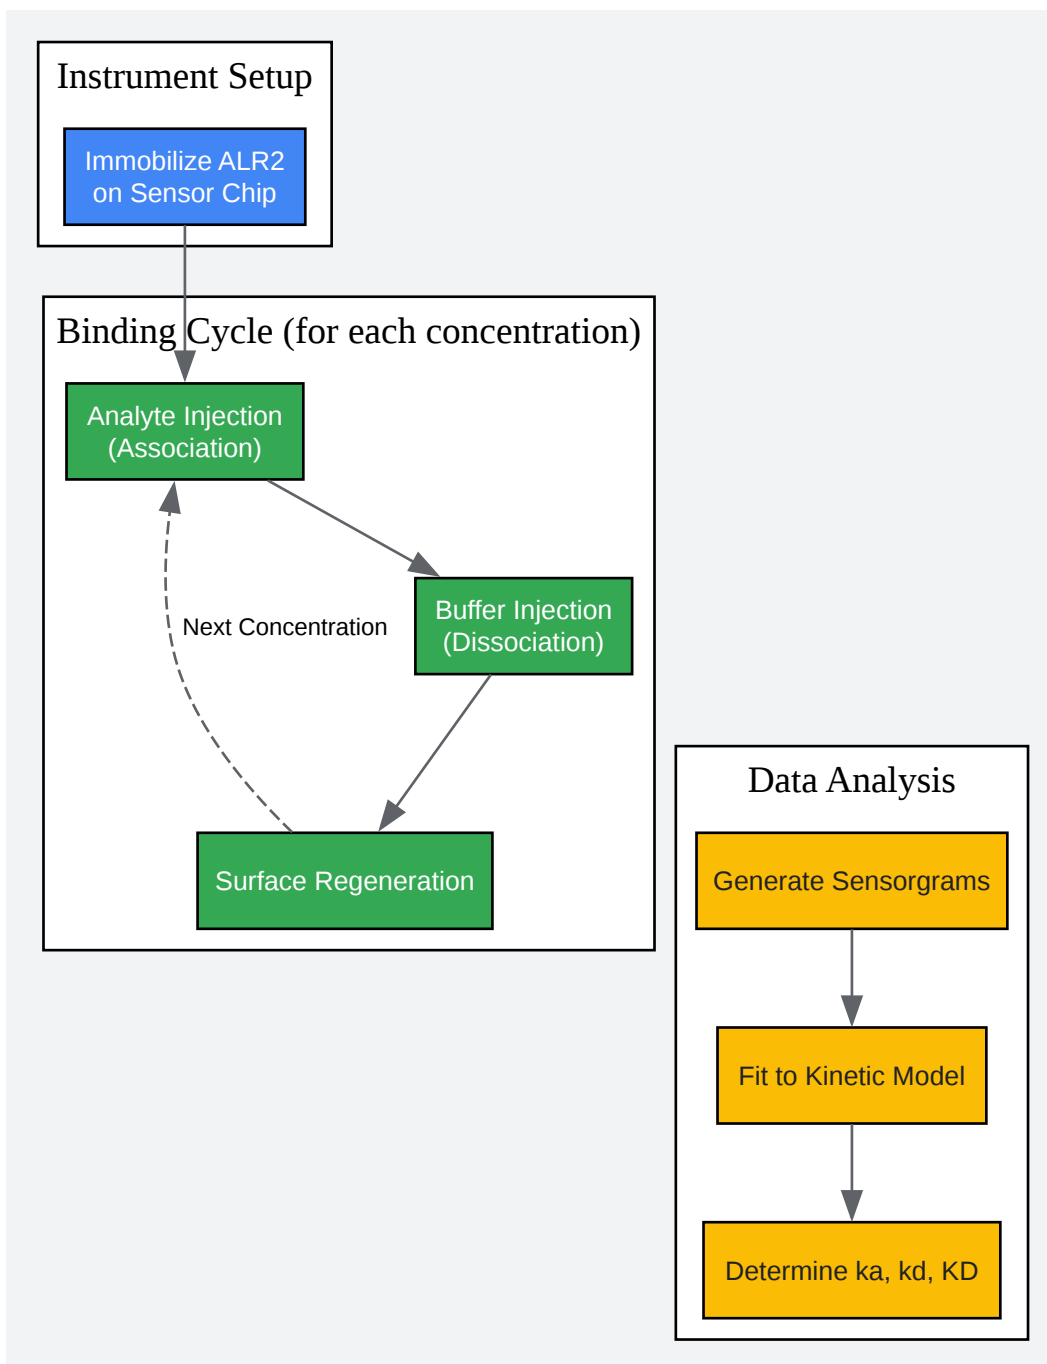 Instrument Setup
Immobilize ALR2
on Sensor Chip
Binding Cycle (for each concentration)
Analyte Injection
(Association)
Buffer Injection
(Dissociation)
Next Concentration
Surface Regeneration
Data Analysis
Generate Sensorgrams
Fit to Kinetic Model
Determine ka, kd, KD